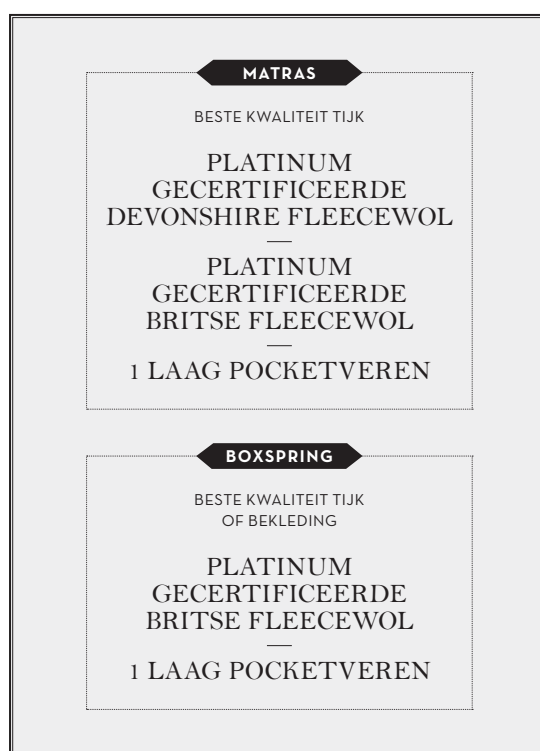 MATRAS
BESTE KWALITEIT TIJK
PLATINUM
GECERTIFICEERDE
DEVONSHIRE FLEECEWOL
—
PLATINUM
GECERTIFICEERDE
BRITSE FLEECEWOL
—
1 LAAG POCKETVEREN
BOXSPRING
BESTE KWALITEIT TIJK
OF BEKLEDING
PLATINUM
GECERTIFICEERDE
BRITSE FLEECEWOL
—
1 LAAG POCKETVEREN